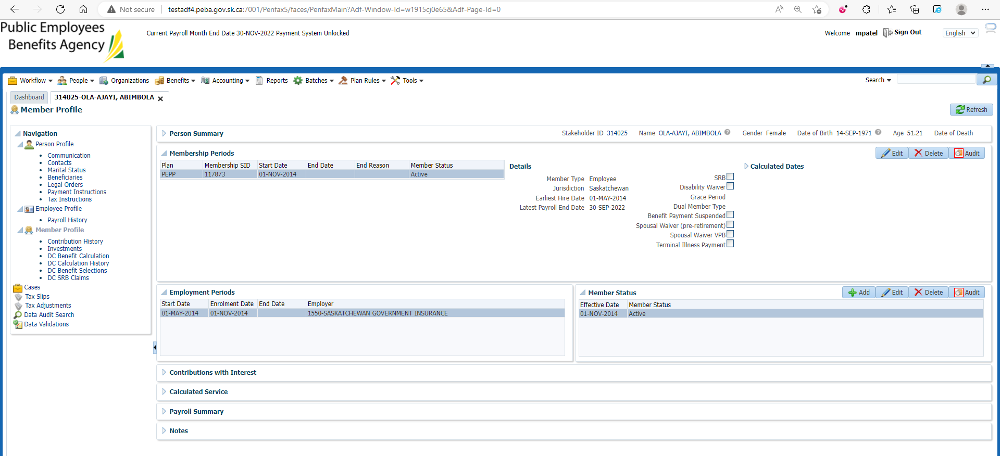 Not secure
testadf4.peba.gov.sk.ca:7001/Penfax5/faces/PenfaxMain?Adf-Window-Id=w1915cj0e65&Adf-Page-Id=0
Public Employees
Benefits Agency
Current Payroll Month End Date 30-NOV-2022 Payment System Unlocked
Welcome mpatel Sign Out English
Workflow People Organizations Benefits Accounting Reports Batches Plan Rules Tools Search
Dashboard 314025-OLA-AJAYI, ABIMBOLA
Member Profile
Refresh
Navigation
Person Profile
Communication
Contacts
Marital Status
Beneficiaries
Legal Orders
Payment Instructions
Tax Instructions
Employee Profile
Payroll History
Member Profile
Contribution History
Investments
DC Benefit Calculation
DC Calculation History
DC Benefit Selections
DC SRB Claims
Cases
Tax Slips
Tax Adjustments
Data Audit Search
Data Validations
Person Summary Stakeholder ID 314025 Name OLA-AJAYI, ABIMBOLA Gender Female Date of Birth 14-SEP-1971 Age 51.21 Date of Death
Membership Periods Edit Delete Audit
Plan Membership SID Start Date End Date End Reason Member Status
PEPP 117873 01-NOV-2014 Active
Details
Member Type Employee
Jurisdiction Saskatchewan
Earliest Hire Date 01-MAY-2014
Latest Payroll End Date 30-SEP-2022
SRB
Disability Waiver
Grace Period
Dual Member Type
Benefit Payment Suspended
Spousal Waiver (pre-retirement)
Spousal Waiver VPB
Terminal Illness Payment
Calculated Dates
Employment Periods
Start Date Enrolment Date End Date Employer
01-MAY-2014 01-NOV-2014 1550-SASKATCHEWAN GOVERNMENT INSURANCE
Member Status Add Edit Delete Audit
Effective Date Member Status
01-NOV-2014 Active
Contributions with Interest
Calculated Service
Payroll Summary
Notes